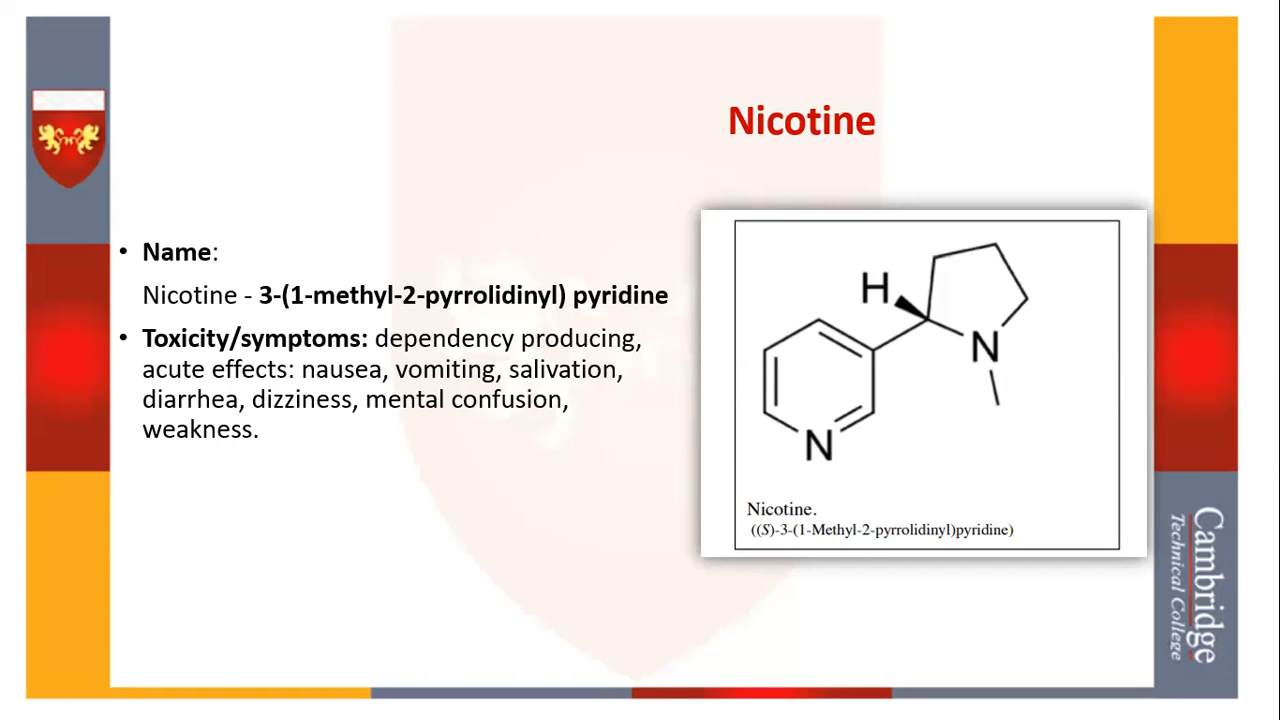 Nicotine
• Name:
Nicotine - 3-(1-methyl-2-pyrrolidinyl) pyridine
• Toxicity/symptoms: dependency producing,
acute effects: nausea, vomiting, salivation,
diarrhea, dizziness, mental confusion,
weakness.
H
N
N
Nicotine.
((S)-3-(1-Methyl-2-pyrrolidinyl)pyridine)
Cambridge
Technical College